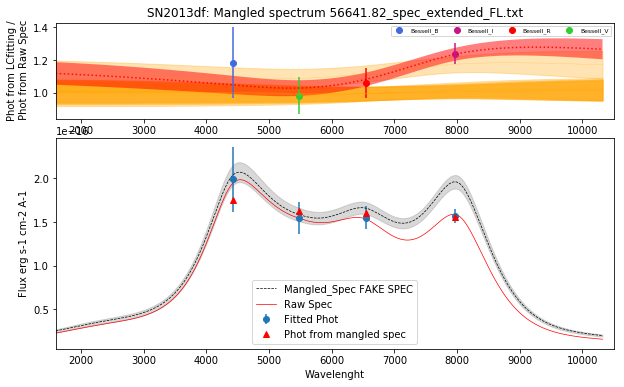 SN2013df: Mangled spectrum 56641.82_spec_extended_FL.txt
Phot from LCfitting /
Phot from Raw Spec
1.4
1.2
1.0
Bessell_B
Bessell_I
Bessell_R
Bessell_V
2000 3000 4000 5000 6000 7000 8000 9000 10000
1e−16
Flux erg s-1 cm-2 A-1
2.0
1.5
1.0
0.5
Mangled_Spec FAKE SPEC
Raw Spec
Fitted Phot
Phot from mangled spec
2000 3000 4000 5000 6000 7000 8000 9000 10000
Wavelenght